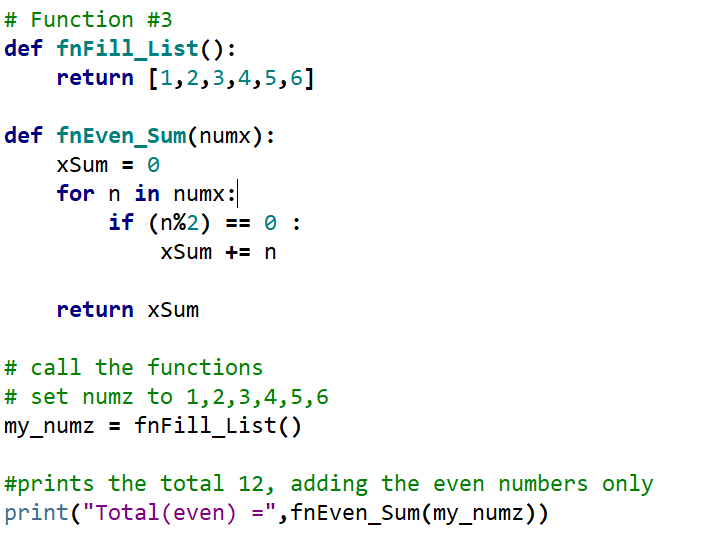 # Function #3
def fnFill_List():
    return [1,2,3,4,5,6]

def fnEven_Sum(numx):
    xSum = 0
    for n in numx:
        if (n%2) == 0 :
            xSum += n

    return xSum

# call the functions
# set numz to 1,2,3,4,5,6
my_numz = fnFill_List()

#prints the total 12, adding the even numbers only
print("Total(even) =",fnEven_Sum(my_numz))